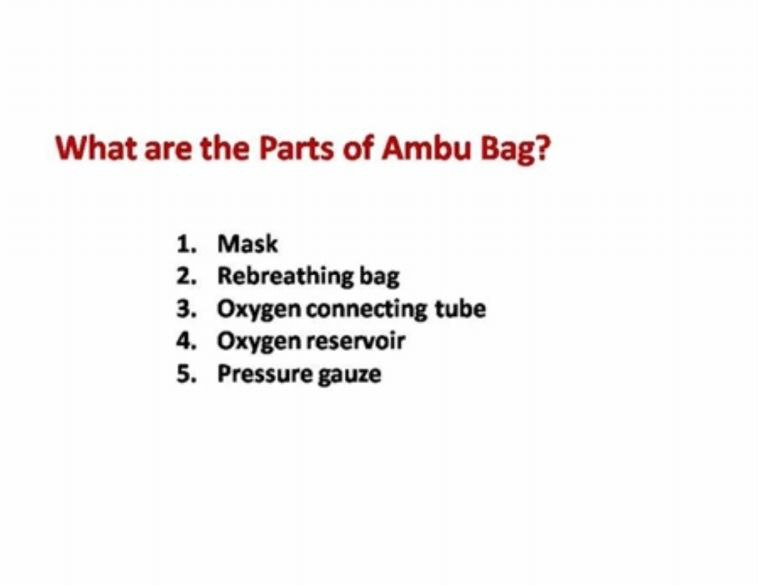 What are the Parts of Ambu Bag?
1. Mask
2. Rebreathing bag
3. Oxygen connecting tube
4. Oxygen reservoir
5. Pressure gauze